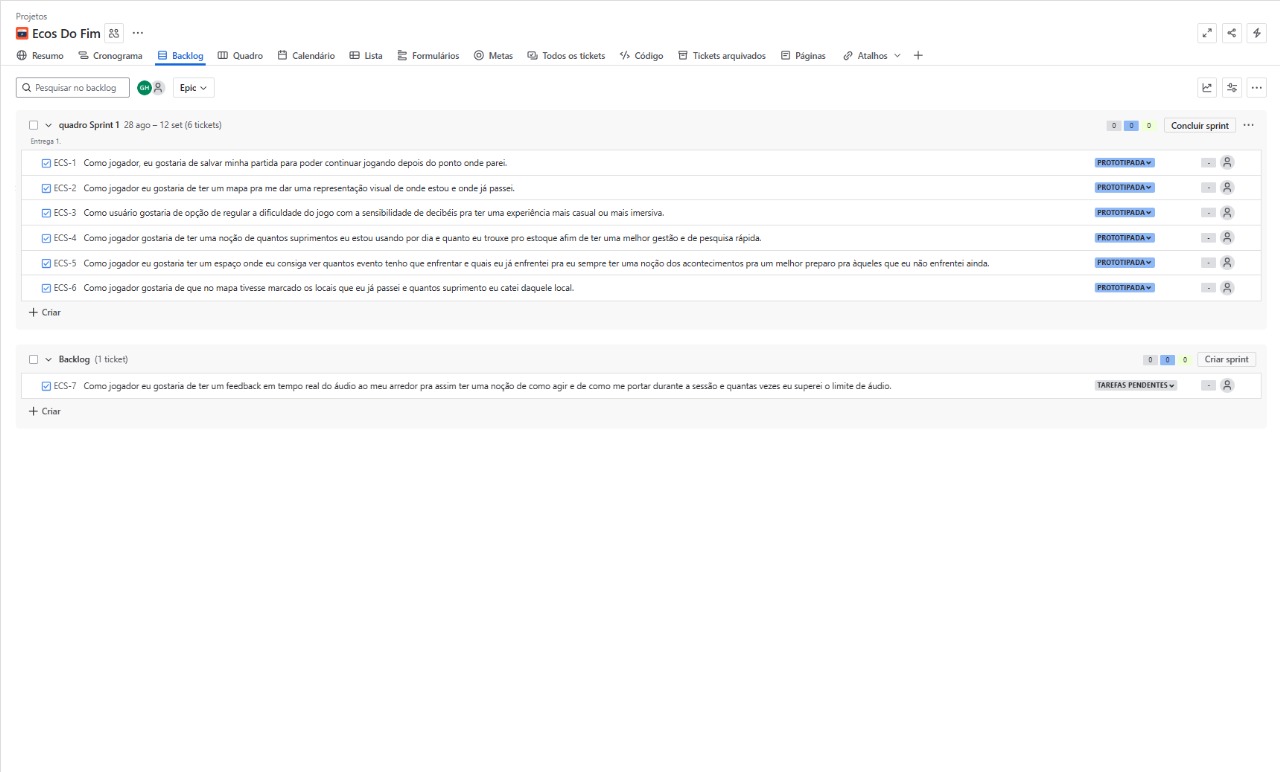 Projetos
Ecos Do Fim
Resumo Cronograma Backlog Quadro Calendário Lista Formulários Metas Todos os tickets Código Tickets arquivados Páginas Atalhos
Pesquisar no backlog GH Epic
quadro Sprint 1 28 ago – 12 set (6 tickets) 0 0 0 Concluir sprint
Entrega 1.
ECS-1 Como jogador, eu gostaria de salvar minha partida para poder continuar jogando depois do ponto onde parei. PROTOTIPADA -
ECS-2 Como jogador eu gostaria de ter um mapa pra me dar uma representação visual de onde estou e onde já passei. PROTOTIPADA -
ECS-3 Como usuário gostaria de opção de regular a dificuldade do jogo com a sensibilidade de decibéis pra ter uma experiência mais casual ou mais imersiva. PROTOTIPADA -
ECS-4 Como jogador gostaria de ter uma noção de quantos suprimentos eu estou usando por dia e quanto eu trouxe pro estoque afim de ter uma melhor gestão e de pesquisa rápida. PROTOTIPADA -
ECS-5 Como jogador eu gostaria ter um espaço onde eu consiga ver quantos evento tenho que enfrentar e quais eu já enfrentei pra eu sempre ter uma noção dos acontecimentos pra um melhor preparo pra àqueles que eu não enfrentei ainda. PROTOTIPADA -
ECS-6 Como jogador gostaria de que no mapa tivesse marcado os locais que eu já passei e quantos suprimento eu catei daquele local. PROTOTIPADA -
Criar
Backlog (1 ticket) 0 0 0 Criar sprint
ECS-7 Como jogador eu gostaria de ter um feedback em tempo real do áudio ao meu arredor pra assim ter uma noção de como agir e de como me portar durante a sessão e quantas vezes eu superei o limite de áudio. TAREFAS PENDENTES -
Criar